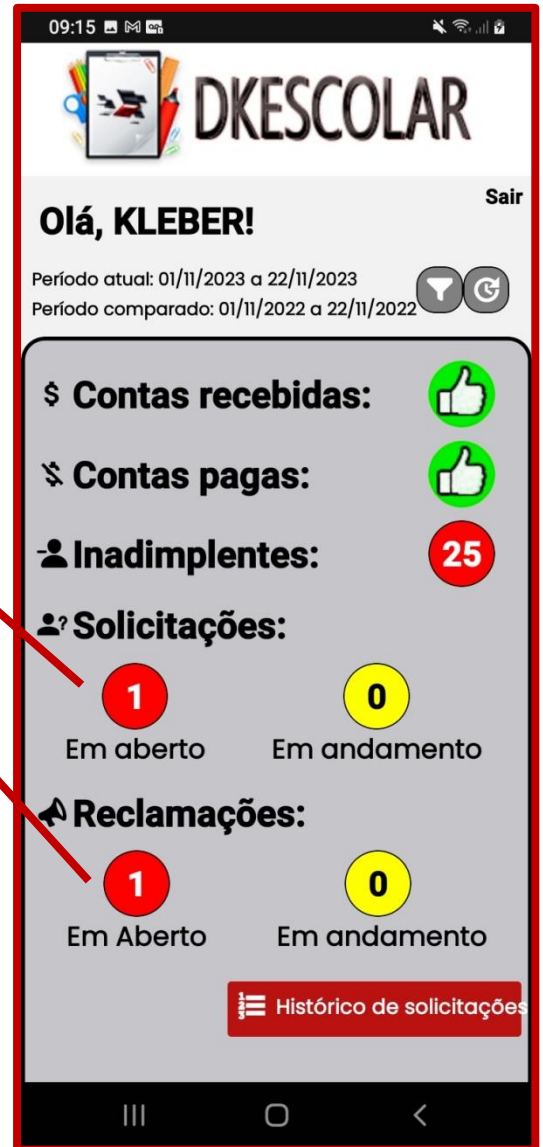 09:15
DKESCOLAR
Sair
Olá, KLEBER!
Período atual: 01/11/2023 a 22/11/2023
Período comparado: 01/11/2022 a 22/11/2022
$ Contas recebidas:
Contas pagas:
Inadimplentes: 25
? Solicitações:
1 0
Em aberto Em andamento
Reclamações:
1 0
Em Aberto Em andamento
Histórico de solicitações